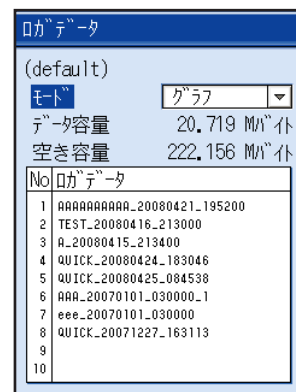 ﾛｶﾞﾃﾞｰﾀ
(default)
ﾓｰﾄﾞ ｸﾞﾗﾌ
ﾃﾞｰﾀ容量 20.719 Mﾊﾞｲﾄ
空き容量 222.156 Mﾊﾞｲﾄ
No ﾛｶﾞﾃﾞｰﾀ
1 AAAAAAAAAA_20080421_195200
2 TEST_20080416_213000
3 A_20080415_213400
4 QUICK_20080424_183046
5 QUICK_20080425_084538
6 AAA_20070101_030000_1
7 eee_20070101_030000
8 QUICK_20071227_163113
9
10